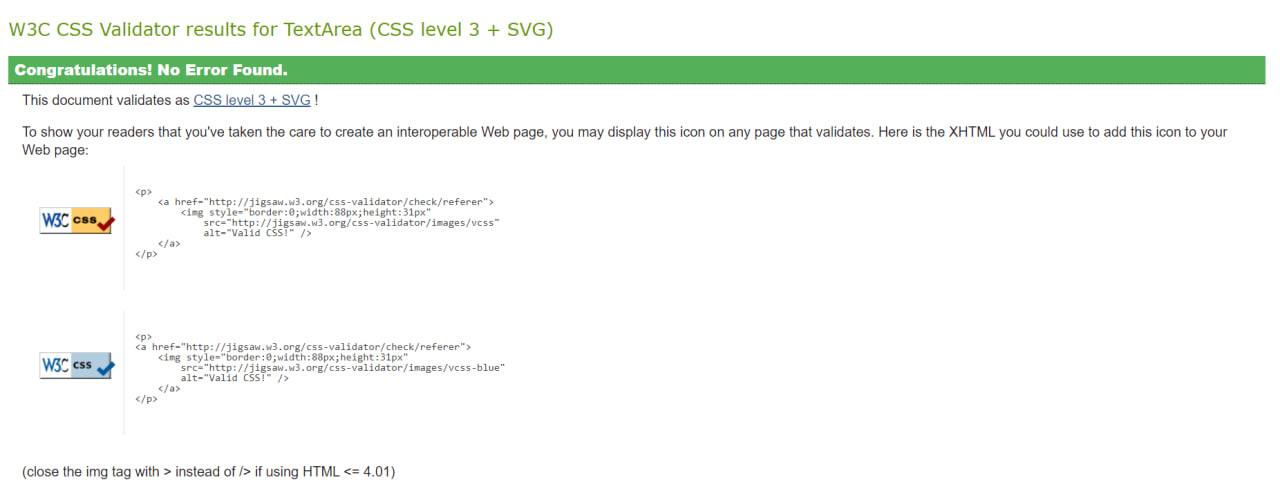 W3C CSS Validator results for TextArea (CSS level 3 + SVG)
Congratulations! No Error Found.
This document validates as CSS level 3 + SVG !
To show your readers that you've taken the care to create an interoperable Web page, you may display this icon on any page that validates. Here is the XHTML you could use to add this icon to your
Web page:
W3C css
<p>
    <a href="http://jigsaw.w3.org/css-validator/check/referer">
        <img style="border:0;width:88px;height:31px"
            src="http://jigsaw.w3.org/css-validator/images/vcss"
            alt="Valid CSS!" />
    </a>
</p>
W3C css
<p>
<a href="http://jigsaw.w3.org/css-validator/check/referer">
    <img style="border:0;width:88px;height:31px"
        src="http://jigsaw.w3.org/css-validator/images/vcss-blue"
        alt="Valid CSS!" />
    </a>
</p>
(close the img tag with > instead of /> if using HTML <= 4.01)